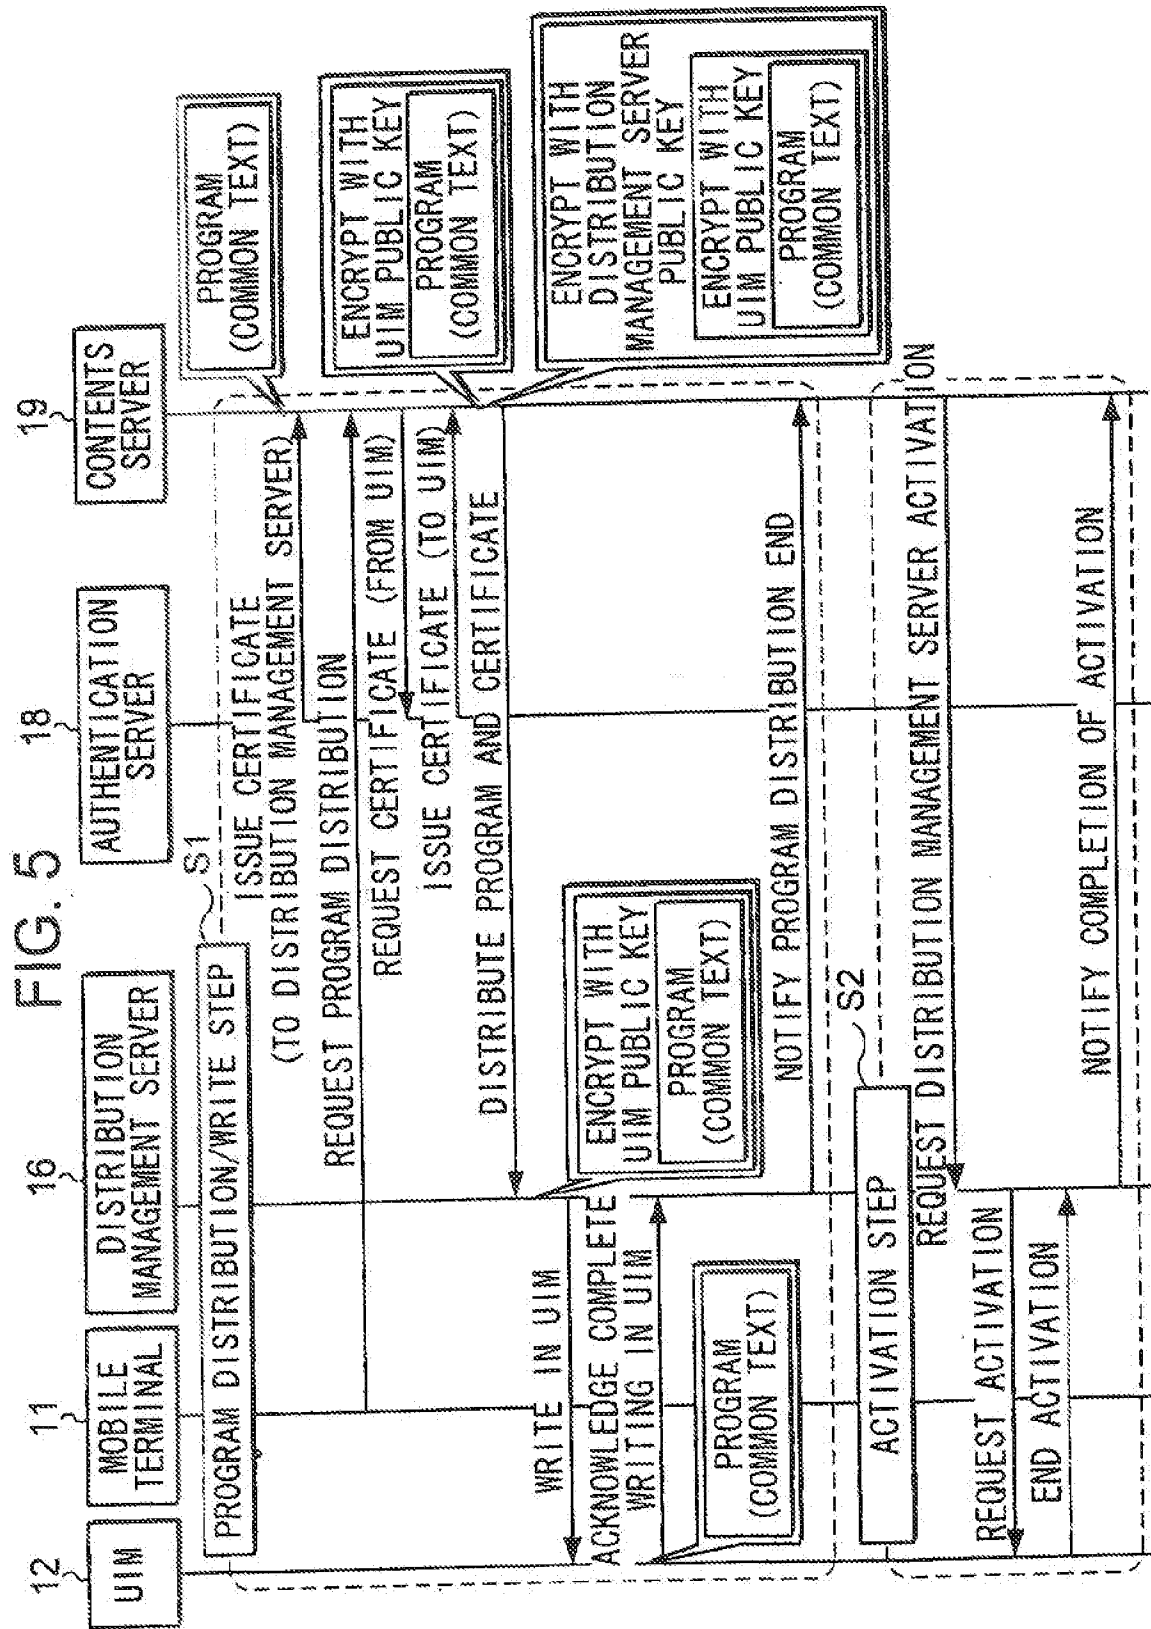 FIG. 5
12
UIM
11
MOBILE
TERMINAL
16
DISTRIBUTION
MANAGEMENT SERVER
18
AUTHENTICATION
SERVER
19
CONTENTS
SERVER
PROGRAM DISTRIBUTION/WRITE STEP
S1
PROGRAM
(COMMON TEXT)
ISSUE CERTIFICATE
(TO DISTRIBUTION MANAGEMENT SERVER)
REQUEST PROGRAM DISTRIBUTION
REQUEST CERTIFICATE (FROM UIM)
ENCRYPT WITH
UIM PUBLIC KEY
PROGRAM
(COMMON TEXT)
ISSUE CERTIFICATE (TO UIM)
DISTRIBUTE PROGRAM AND CERTIFICATE
ENCRYPT WITH
DISTRIBUTION
MANAGEMENT SERVER
PUBLIC KEY
ENCRYPT WITH
UIM PUBLIC KEY
PROGRAM
(COMMON TEXT)
WRITE IN UIM
ENCRYPT WITH
UIM PUBLIC KEY
PROGRAM
(COMMON TEXT)
ACKNOWLEDGE COMPLETE
WRITING IN UIM
PROGRAM
(COMMON TEXT)
NOTIFY PROGRAM DISTRIBUTION END
ACTIVATION STEP
S2
REQUEST DISTRIBUTION MANAGEMENT SERVER ACTIVATION
REQUEST ACTIVATION
END ACTIVATION
NOTIFY COMPLETION OF ACTIVATION